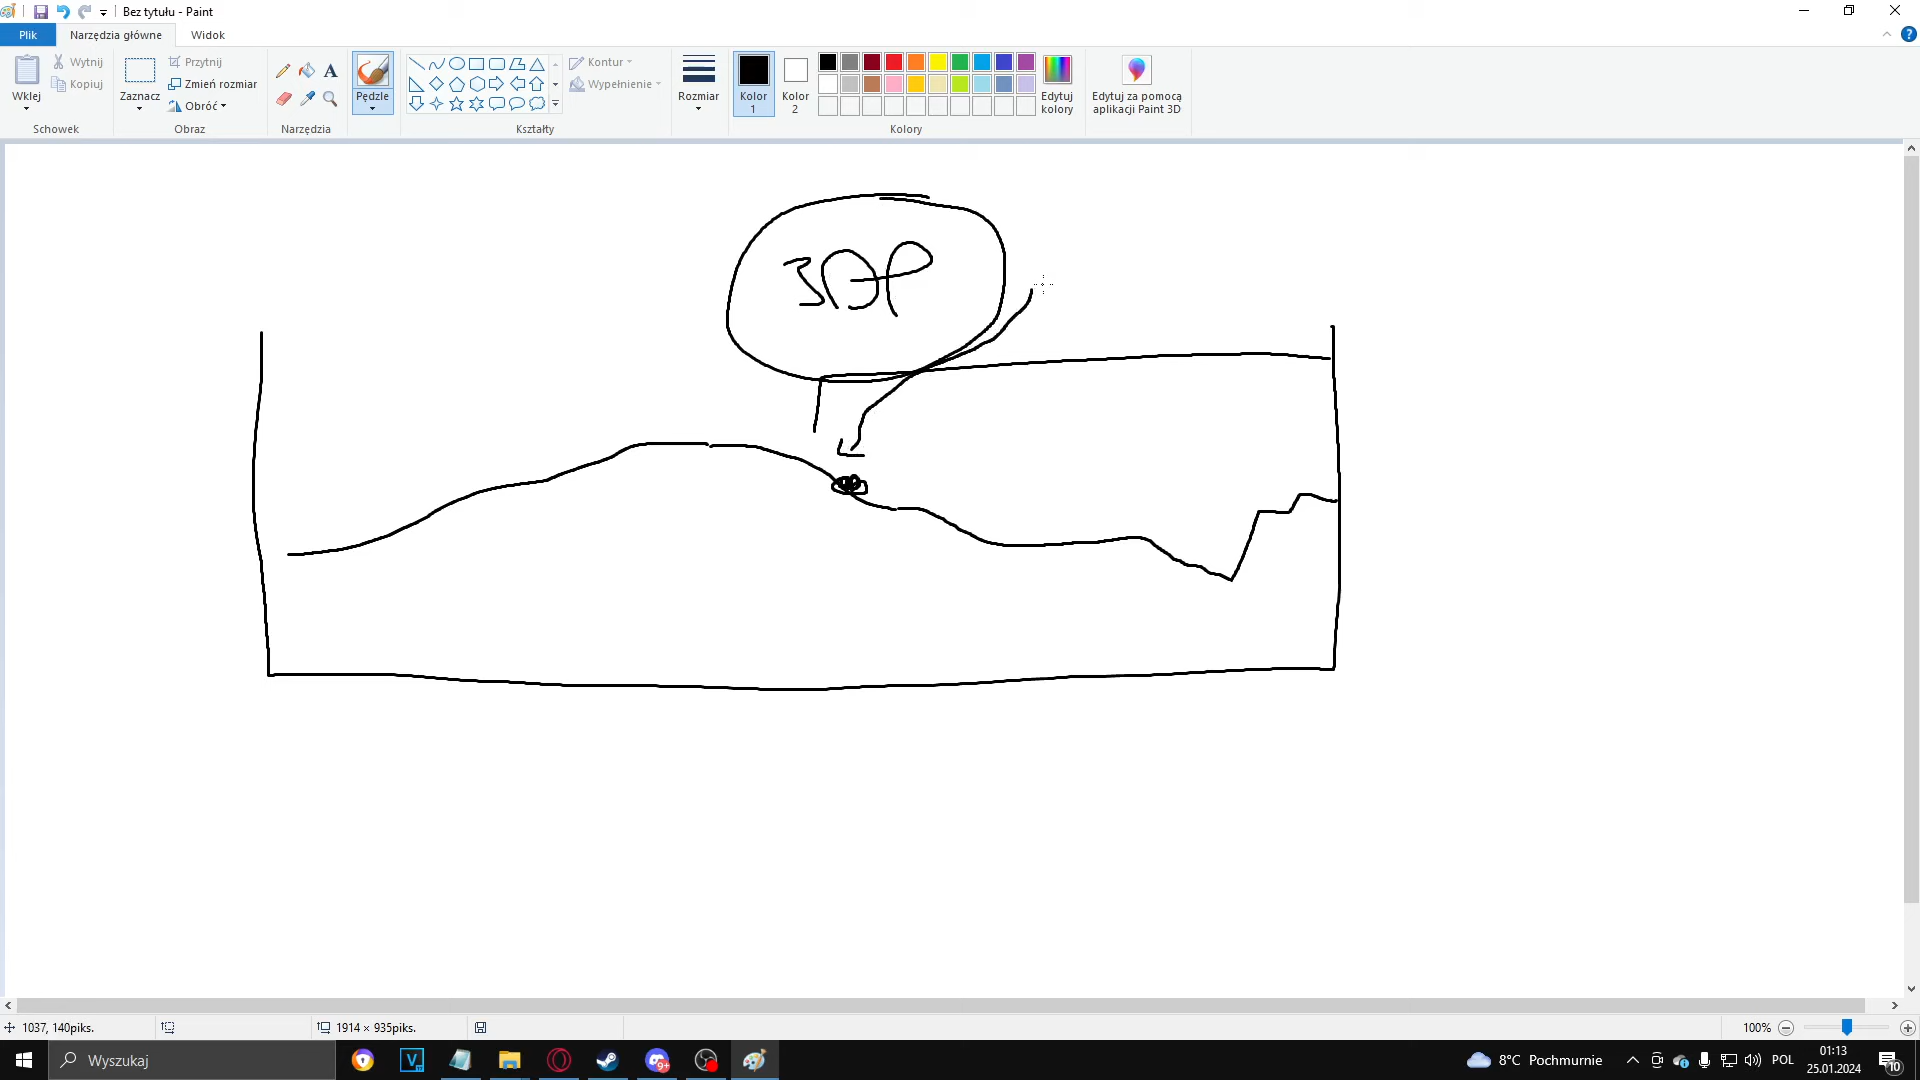 Bez tytułu - Paint
Plik
Narzędzia główne
Widok
Wklej
Wytnij
Kopiuj
Schowek
Zaznacz
Przytnij
Zmień rozmiar
Obróć
Obraz
A
Narzędzia
Pędzle
Kontur
Wypełnienie
Kształty
Rozmiar
Kolor
1
Kolor
2
Kolory
Edytuj
kolory
Edytuj za pomocą
aplikacji Paint 3D
1037, 140piks.
1914 × 935piks.
100%
Wyszukaj
8°C Pochmurnie
POL
01:13
25.01.2024
10